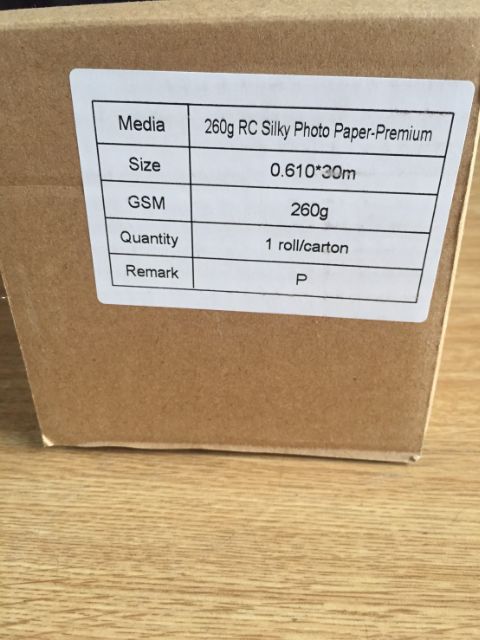 Media 260g RC Silky Photo Paper-Premium
Size 0.610*30m
GSM 260g
Quantity 1 roll/carton
Remark P